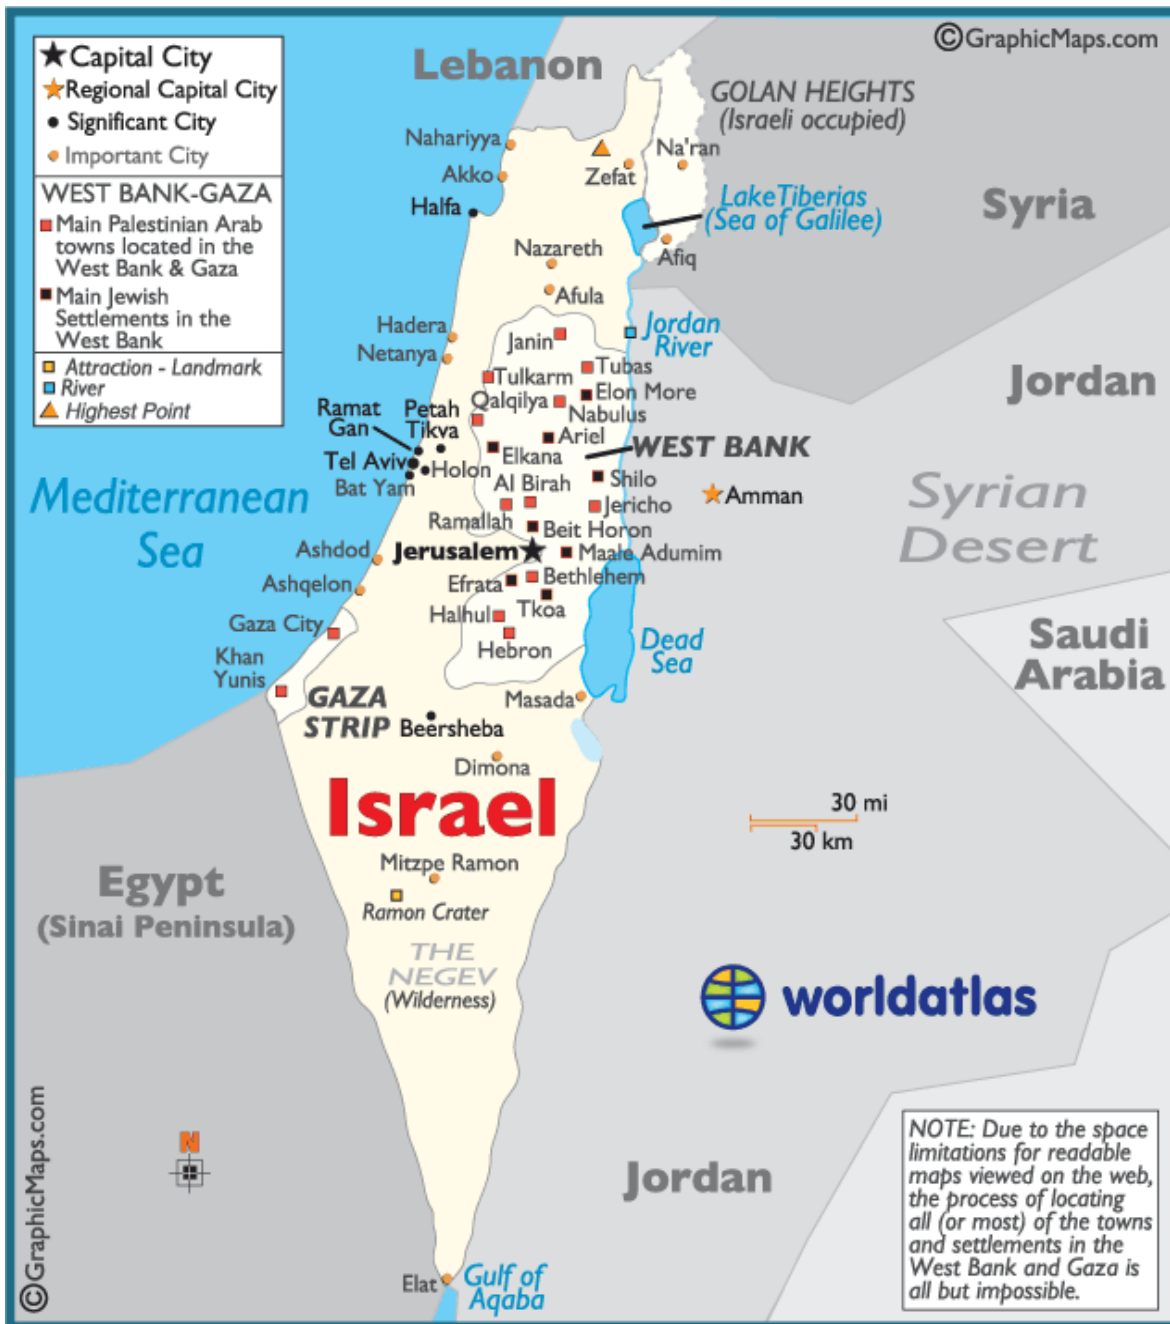 ©GraphicMaps.com
Capital City
Regional Capital City
Significant City
Important City
WEST BANK-GAZA
Main Palestinian Arab
towns located in the
West Bank & Gaza
Main Jewish
Settlements in the
West Bank
Attraction - Landmark
River
Highest Point
Lebanon
GOLAN HEIGHTS
(Israeli occupied)
Nahariyya
Na'ran
Akko
Zefat
Halfa
Lake Tiberias
(Sea of Galilee)
Syria
Nazareth
Afiq
Afula
Hadera
Janin
Jordan
River
Netanya
Tubas
Tulkarm
Jordan
Elon More
Qalqilya
Nabulus
Ramat
Gan
Petah
Tikva
Ariel
WEST BANK
Elkana
Tel Aviv
Holon
Bat Yam
Al Birah
Shilo
Mediterranean
Sea
Amman
Syrian
Desert
Jericho
Ramallah
Beit Horon
Jerusalem
Maale Adumim
Ashdod
Efrata
Bethlehem
Ashqelon
Tkoa
Halhul
Gaza City
Hebron
Dead
Sea
Saudi
Arabia
Khan
Yunis
GAZA
STRIP
Masada
Beersheba
Dimona
Israel
30 mi
30 km
Mitzpe Ramon
Egypt
(Sinai Peninsula)
Ramon Crater
THE
NEGEV
(Wilderness)
worldatlas
©GraphicMaps.com
N
Jordan
NOTE: Due to the space
limitations for readable
maps viewed on the web,
the process of locating
all (or most) of the towns
and settlements in the
West Bank and Gaza is
all but impossible.
Elat
Gulf of
Aqaba